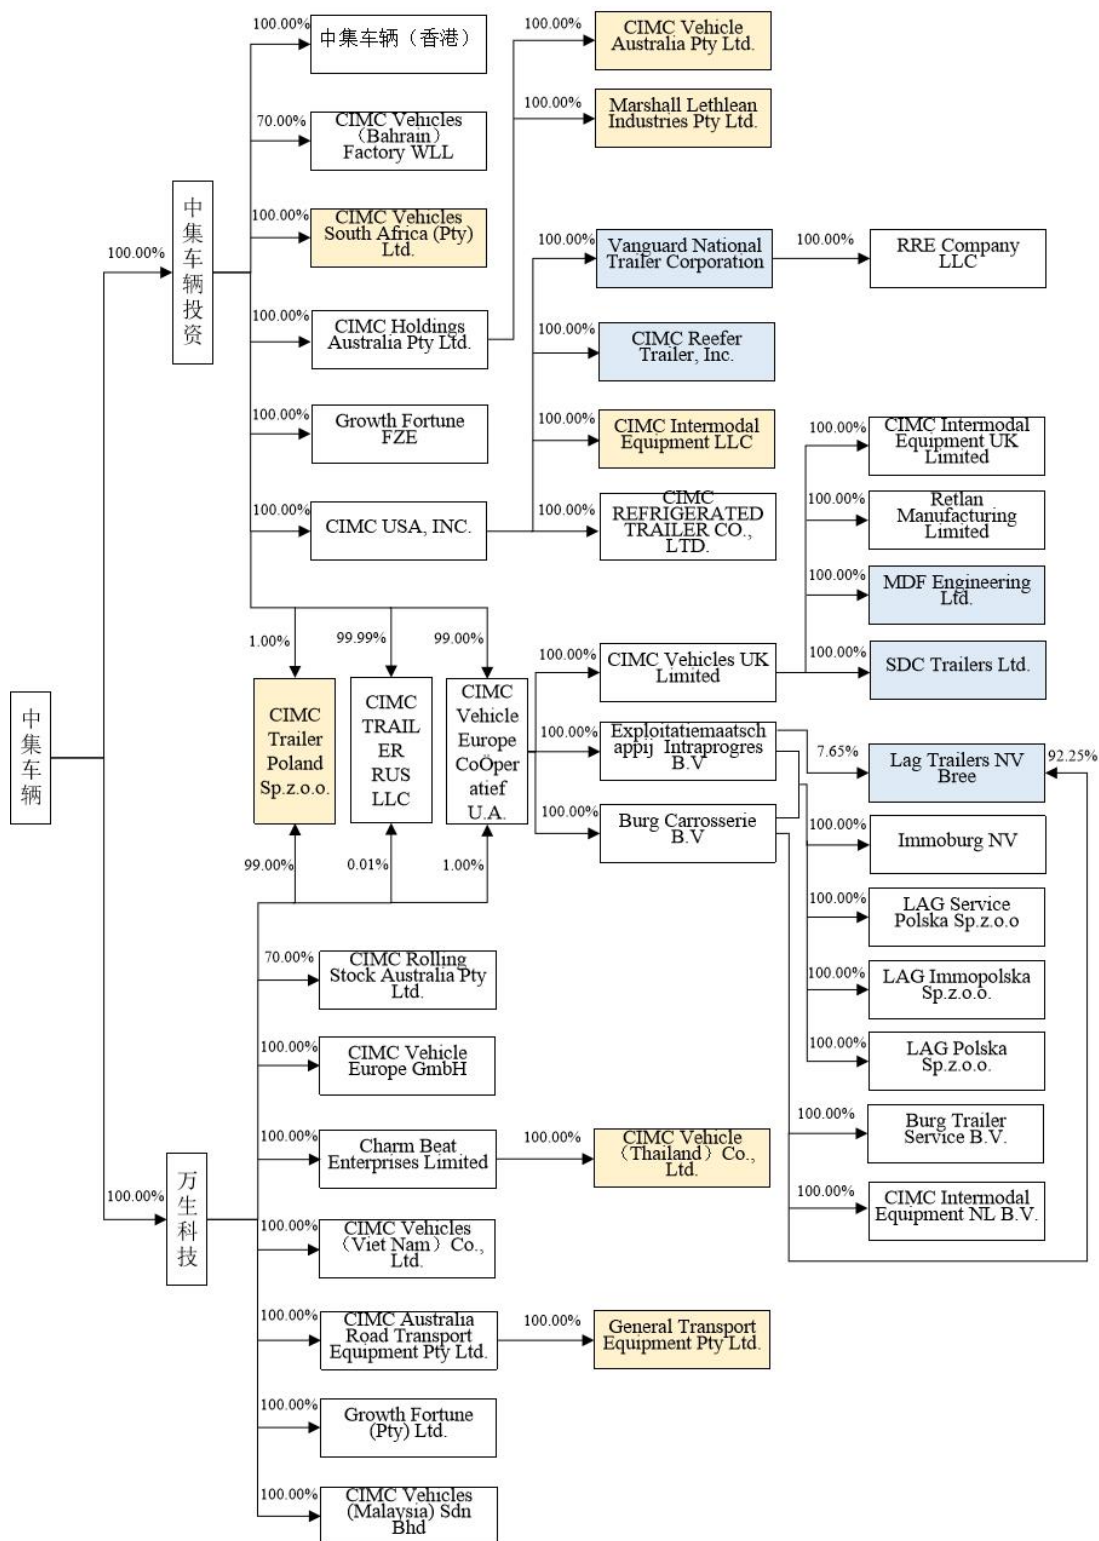 100.00%
中集车辆（香港）
100.00%
CIMC Vehicle
Australia Pty Ltd.
100.00%
Marshall Lethlean
Industries Pty Ltd.
70.00%
CIMC Vehicles
（Bahrain）
Factory WLL
中集车辆投资
100.00%
100.00%
CIMC Vehicles
South Africa (Pty)
Ltd.
100.00%
Vanguard National
Trailer Corporation
100.00%
RRE Company
LLC
100.00%
CIMC Holdings
Australia Pty Ltd.
100.00%
CIMC Reefer
Trailer, Inc.
100.00%
Growth Fortune
FZE
100.00%
CIMC Intermodal
Equipment LLC
100.00%
CIMC Intermodal
Equipment UK
Limited
100.00%
CIMC USA, INC.
100.00%
CIMC
REFRIGERATED
TRAILER CO.,
LTD.
100.00%
Retlan
Manufacturing
Limited
100.00%
MDF Engineering
Ltd.
1.00%
99.99%
99.00%
100.00%
CIMC Vehicles UK
Limited
100.00%
SDC Trailers Ltd.
中集车辆
CIMC
Trailer
Poland
Sp.z.o.o.
CIMC
TRAIL
ER
RUS
LLC
CIMC
Vehicle
Europe
CoÖper
atief
U.A.
100.00%
Exploitatiemaatsch
appij Intraprogres
B.V
7.65%
Lag Trailers NV
Bree
92.25%
100.00%
Burg Carrosserie
B.V
100.00%
Immoburg NV
99.00%
0.01%
1.00%
100.00%
LAG Service
Polska Sp.z.o.o
70.00%
CIMC Rolling
Stock Australia Pty
Ltd.
100.00%
LAG Immopolska
Sp.z.o.o.
100.00%
CIMC Vehicle
Europe GmbH
100.00%
LAG Polska
Sp.z.o.o.
100.00%
Charm Beat
Enterprises Limited
100.00%
CIMC Vehicle
（Thailand）Co.,
Ltd.
100.00%
Burg Trailer
Service B.V.
100.00%
万生科技
100.00%
CIMC Vehicles
（Viet Nam）Co.,
Ltd.
100.00%
CIMC Intermodal
Equipment NL B.V.
100.00%
CIMC Australia
Road Transport
Equipment Pty Ltd.
100.00%
General Transport
Equipment Pty Ltd.
100.00%
Growth Fortune
(Pty) Ltd.
100.00%
CIMC Vehicles
(Malaysia) Sdn
Bhd